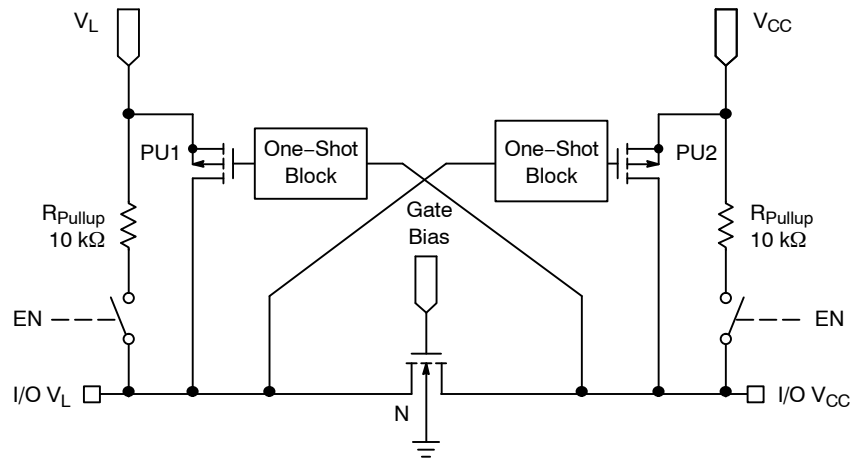 V_L
V_CC
PU1
One−Shot
Block
One−Shot
Block
PU2
Gate
Bias
R_Pullup
10 kΩ
R_Pullup
10 kΩ
EN
EN
I/O V_L
N
I/O V_CC